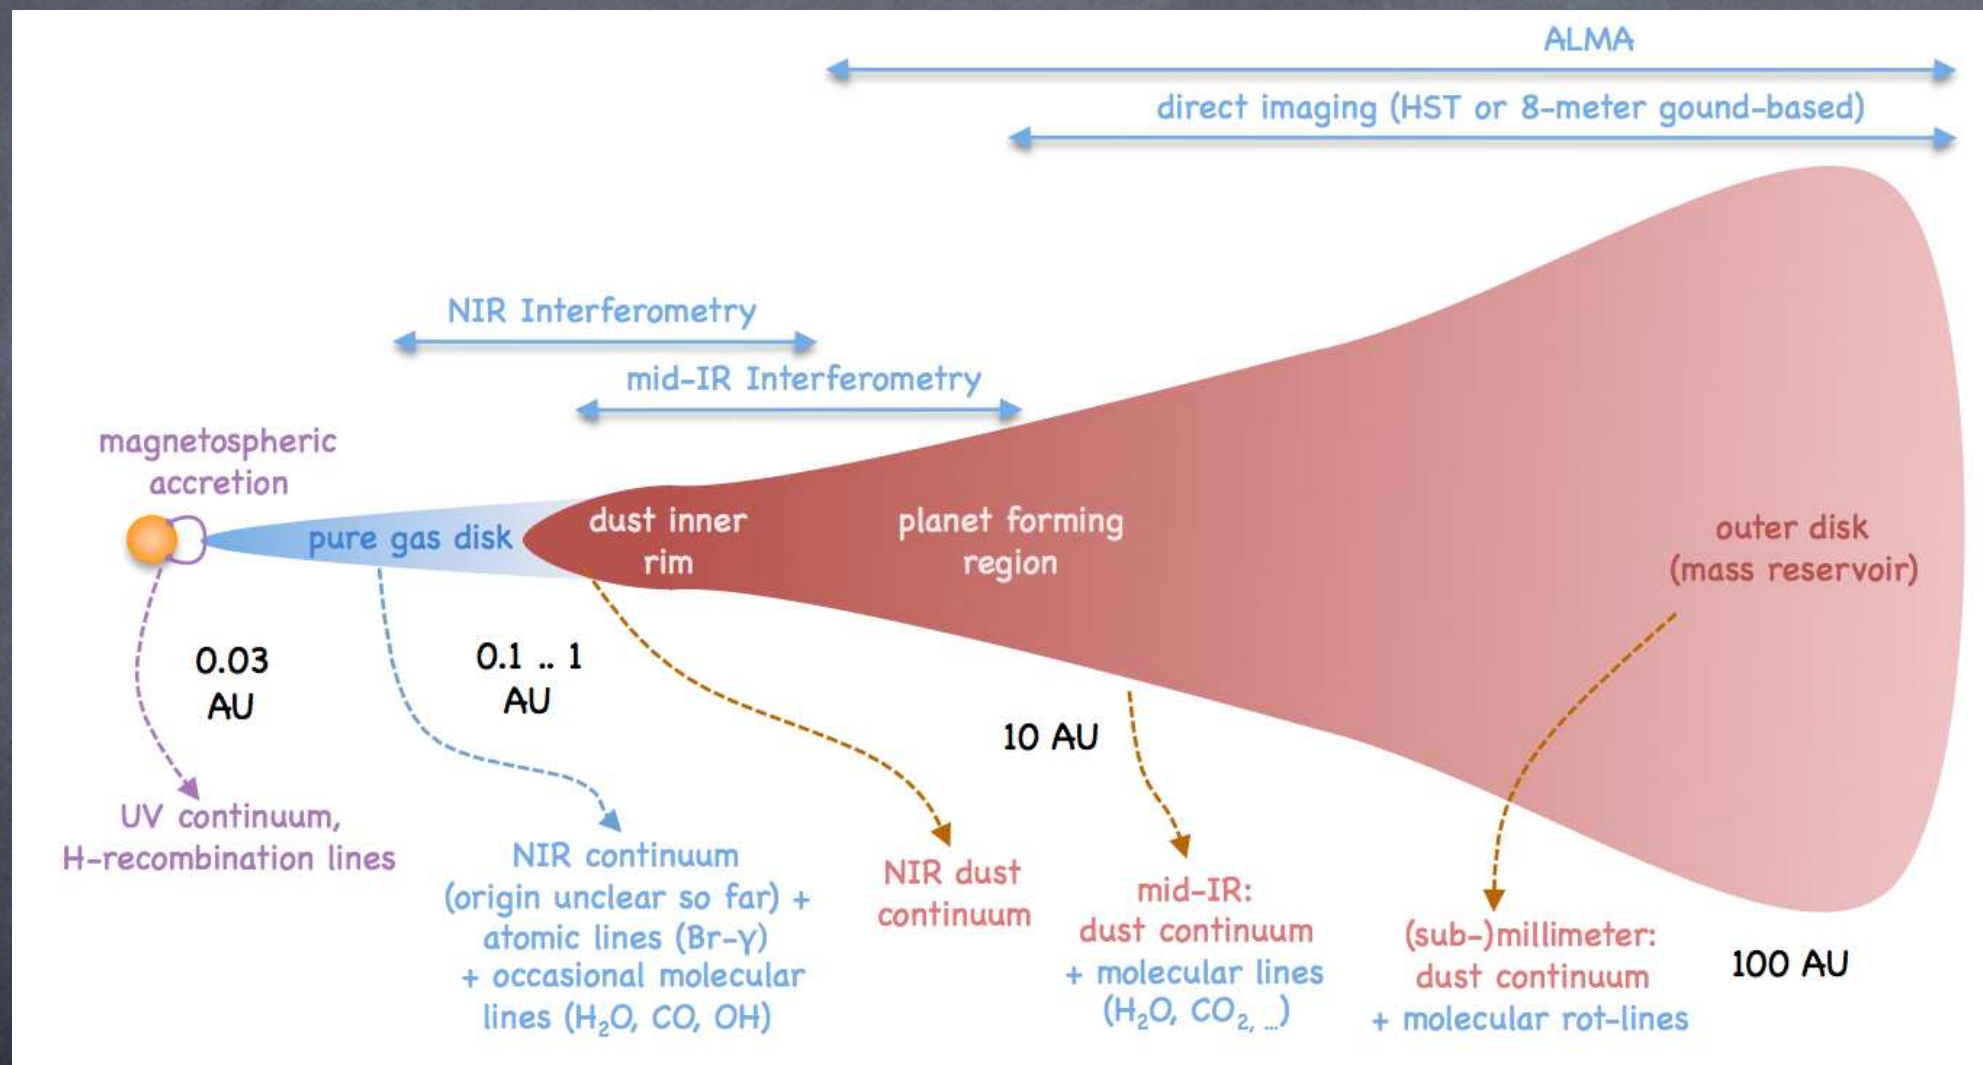 ALMA
direct imaging (HST or 8-meter gound-based)
NIR Interferometry
mid-IR Interferometry
magnetospheric
accretion
pure gas disk
dust inner
rim
planet forming
region
outer disk
(mass reservoir)
0.03
AU
0.1 .. 1
AU
10 AU
100 AU
UV continuum,
H-recombination lines
NIR continuum
(origin unclear so far) +
atomic lines (Br-γ)
+ occasional molecular
lines (H₂O, CO, OH)
NIR dust
continuum
mid-IR:
dust continuum
+ molecular lines
(H₂O, CO₂, ...)
(sub-)millimeter:
dust continuum
+ molecular rot-lines